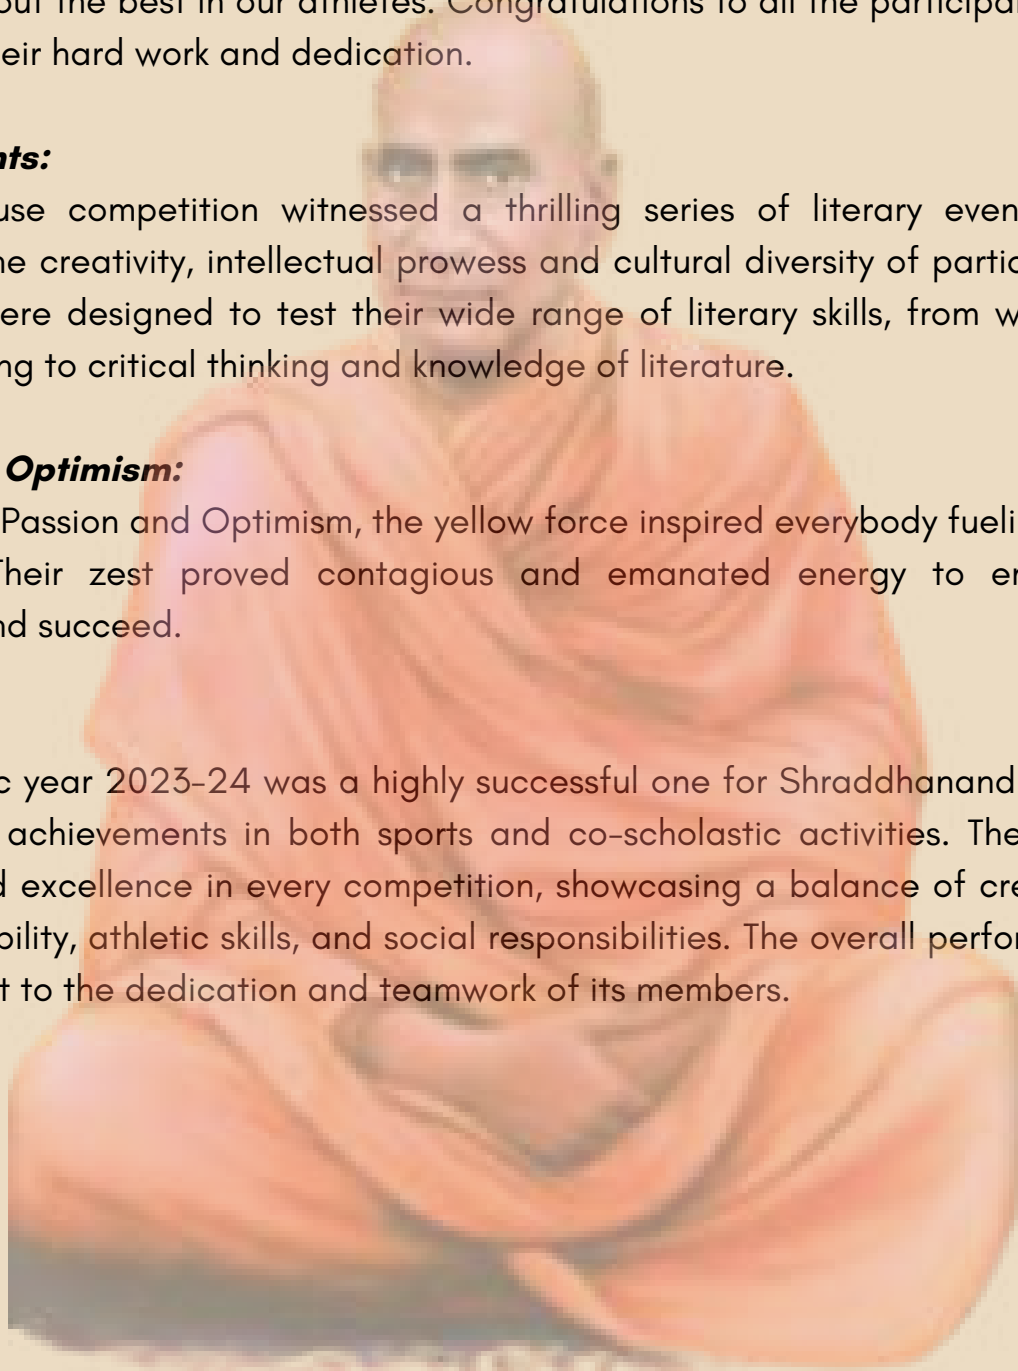 out the best in our athletes. Congratulations to all the participa
eir hard work and dedication.
nts:
use competition witnessed a thrilling series of literary even
ne creativity, intellectual prowess and cultural diversity of partic
ere designed to test their wide range of literary skills, from w
ng to critical thinking and knowledge of literature.
Optimism:
Passion and Optimism, the yellow force inspired everybody fueli
Their zest proved contagious and emanated energy to en
nd succeed.
c year 2023-24 was a highly successful one for Shraddhanand
achievements in both sports and co-scholastic activities. The
d excellence in every competition, showcasing a balance of cre
bility, athletic skills, and social responsibilities. The overall perfor
t to the dedication and teamwork of its members.